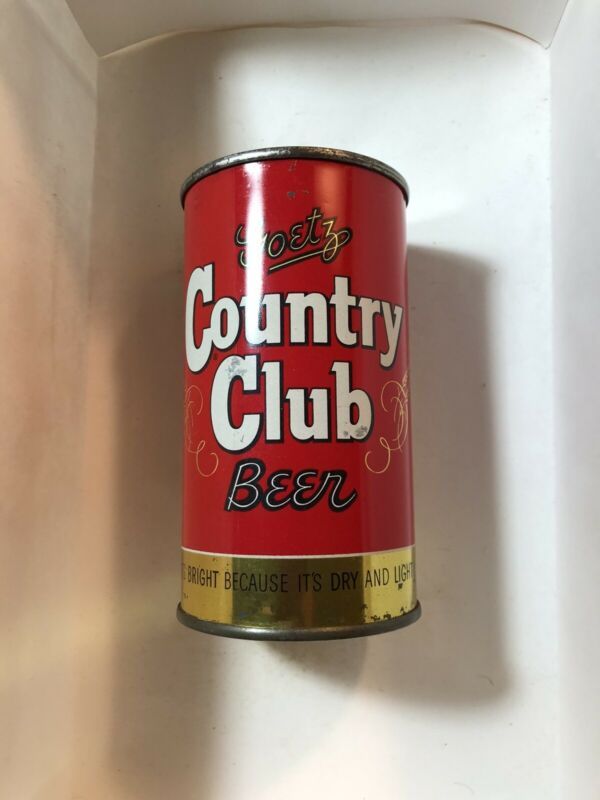 Goetz
Country
Club
Beer
BRIGHT BECAUSE IT'S DRY AND LIGHT